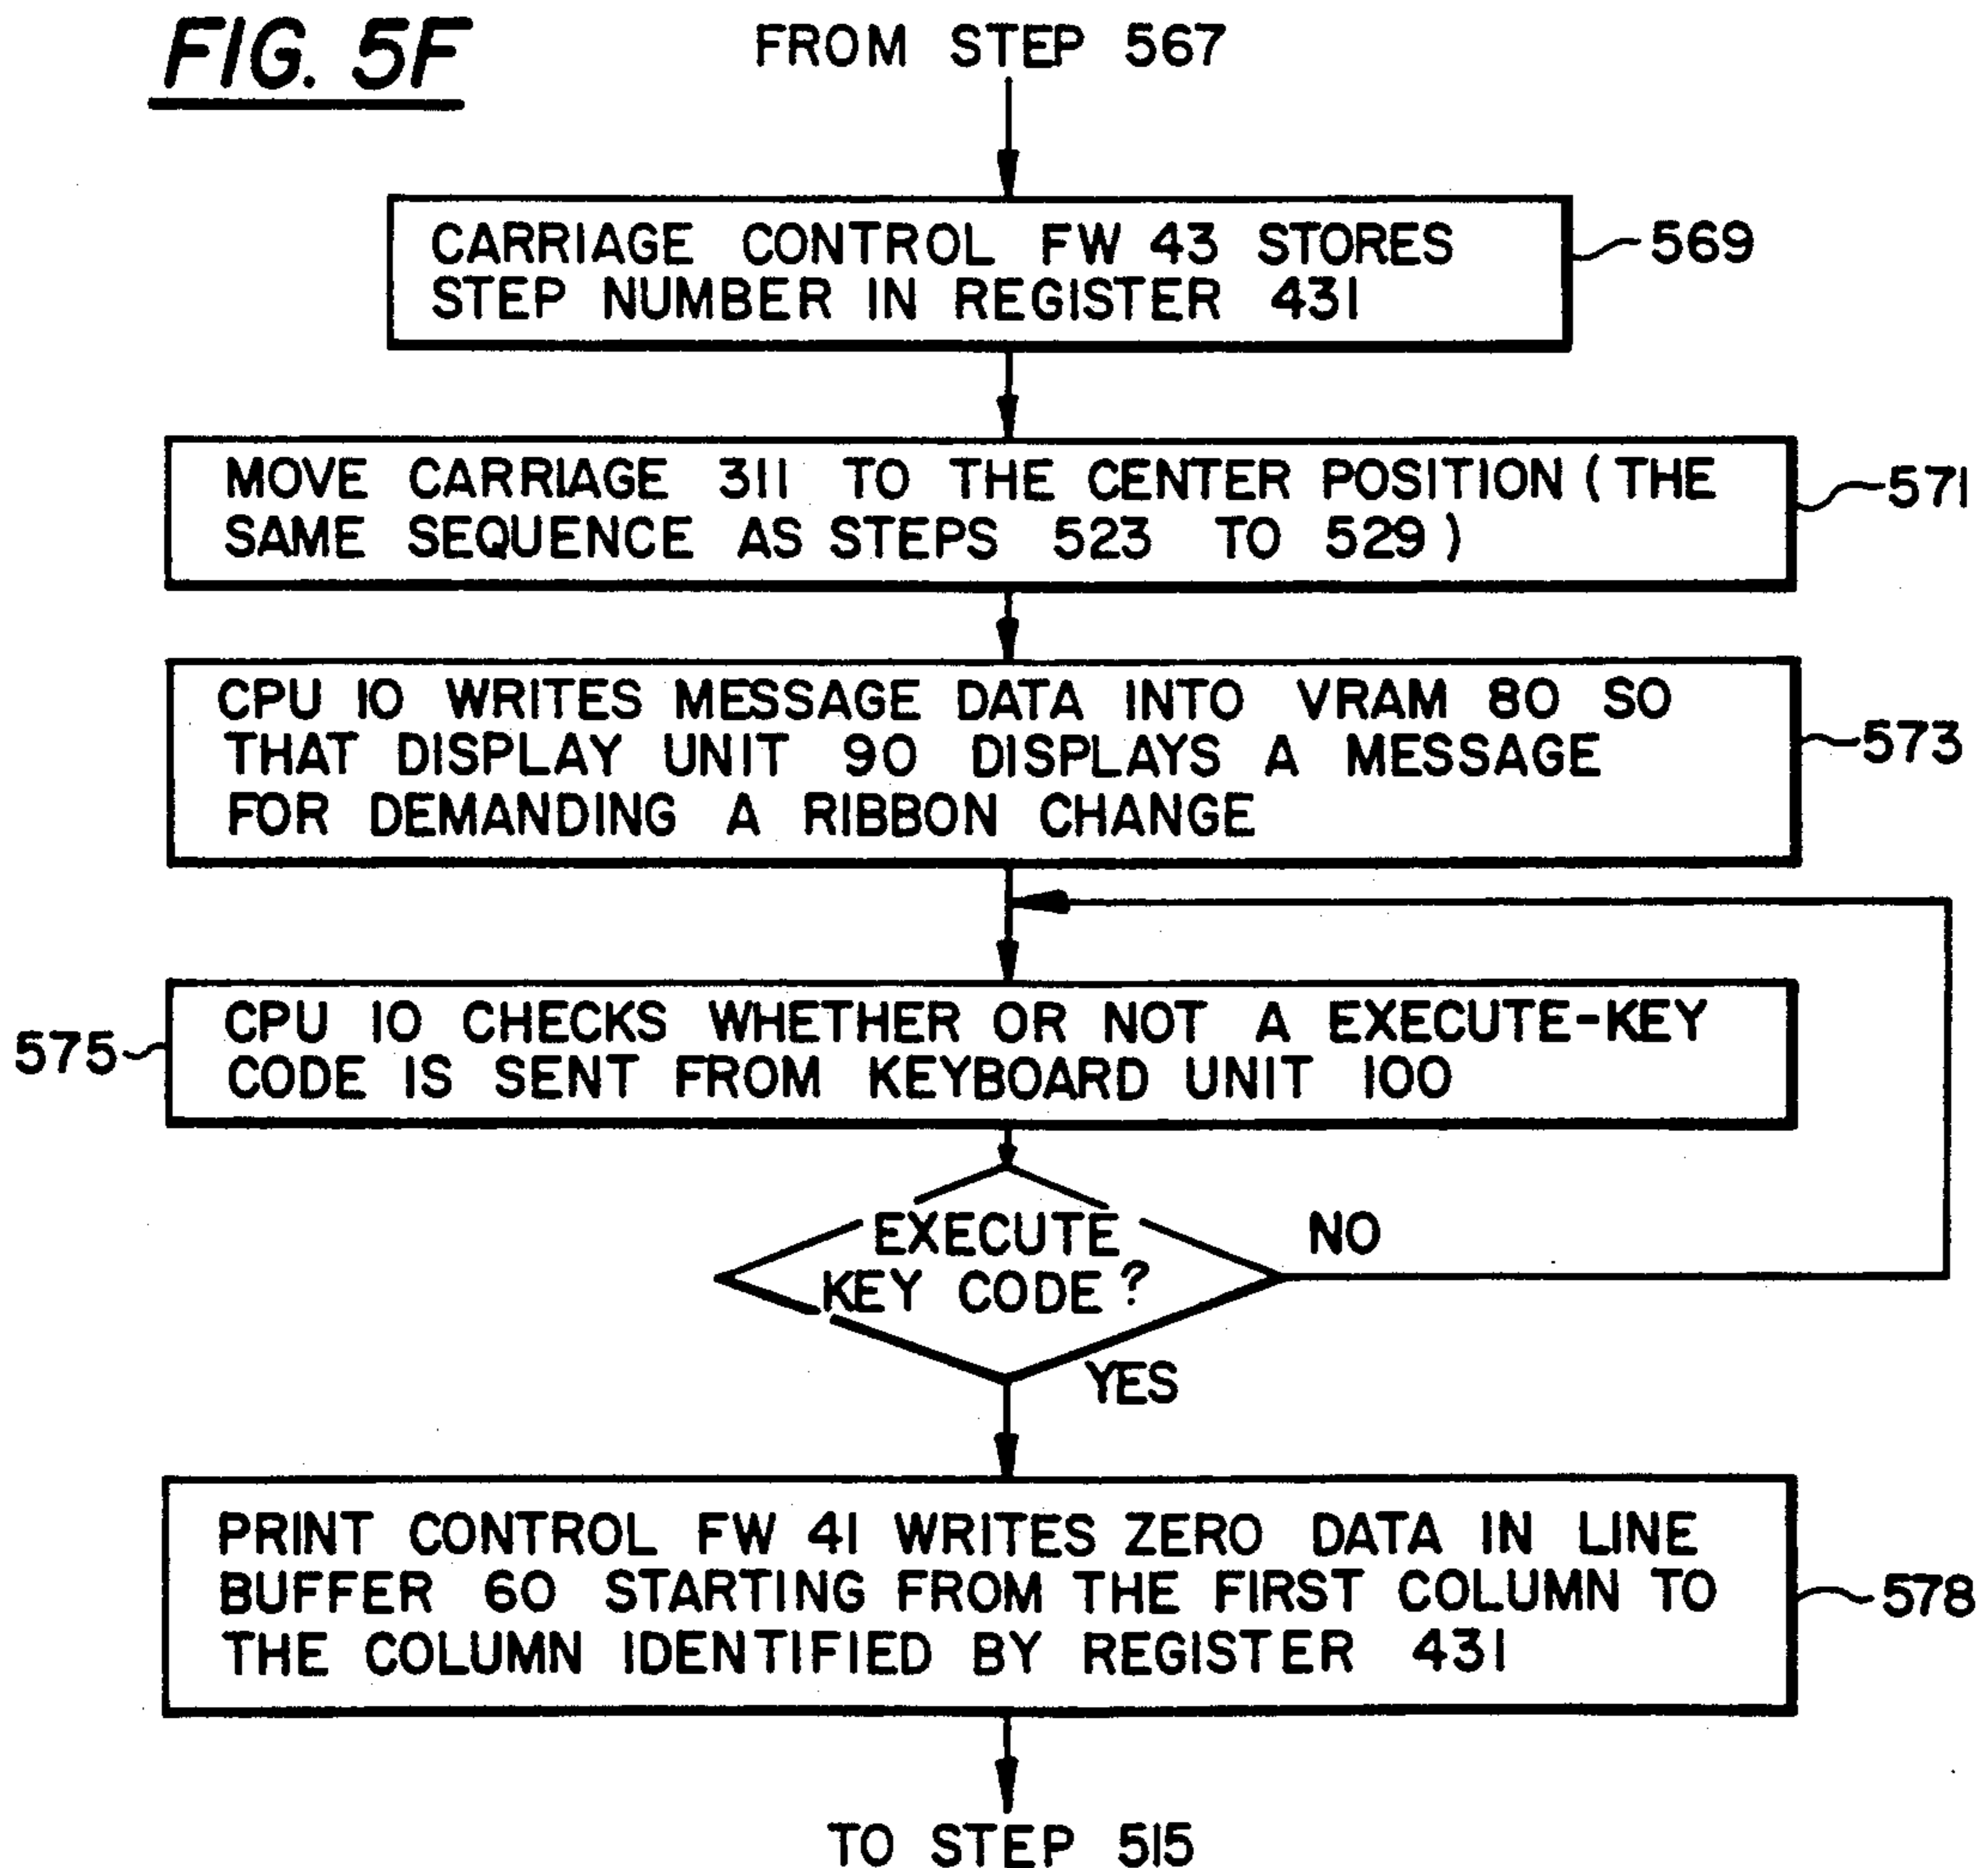 FIG. 5F
FROM STEP 567
CARRIAGE CONTROL FW 43 STORES
STEP NUMBER IN REGISTER 431
569
MOVE CARRIAGE 311 TO THE CENTER POSITION (THE
SAME SEQUENCE AS STEPS 523 TO 529)
571
CPU 10 WRITES MESSAGE DATA INTO VRAM 80 SO
THAT DISPLAY UNIT 90 DISPLAYS A MESSAGE
FOR DEMANDING A RIBBON CHANGE
573
575
CPU 10 CHECKS WHETHER OR NOT A EXECUTE-KEY
CODE IS SENT FROM KEYBOARD UNIT 100
EXECUTE
KEY CODE?
NO
YES
PRINT CONTROL FW 41 WRITES ZERO DATA IN LINE
BUFFER 60 STARTING FROM THE FIRST COLUMN TO
THE COLUMN IDENTIFIED BY REGISTER 431
578
TO STEP 515